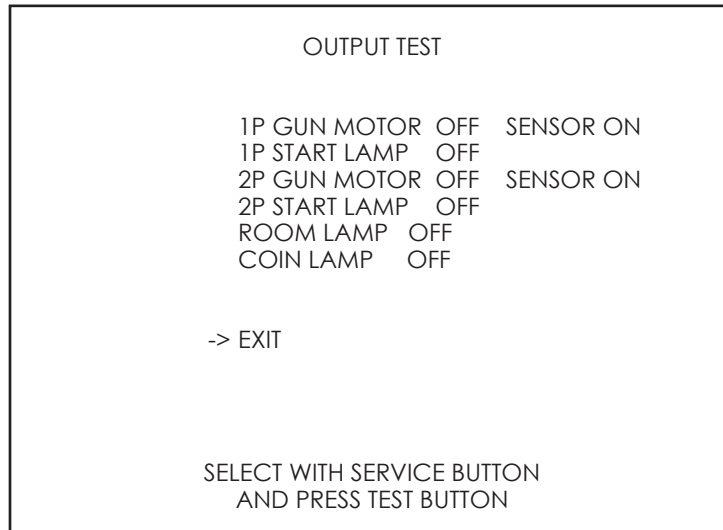 OUTPUT TEST
1P GUN MOTOR OFF SENSOR ON
1P START LAMP OFF
2P GUN MOTOR OFF SENSOR ON
2P START LAMP OFF
ROOM LAMP OFF
COIN LAMP OFF
-> EXIT
SELECT WITH SERVICE BUTTON
AND PRESS TEST BUTTON